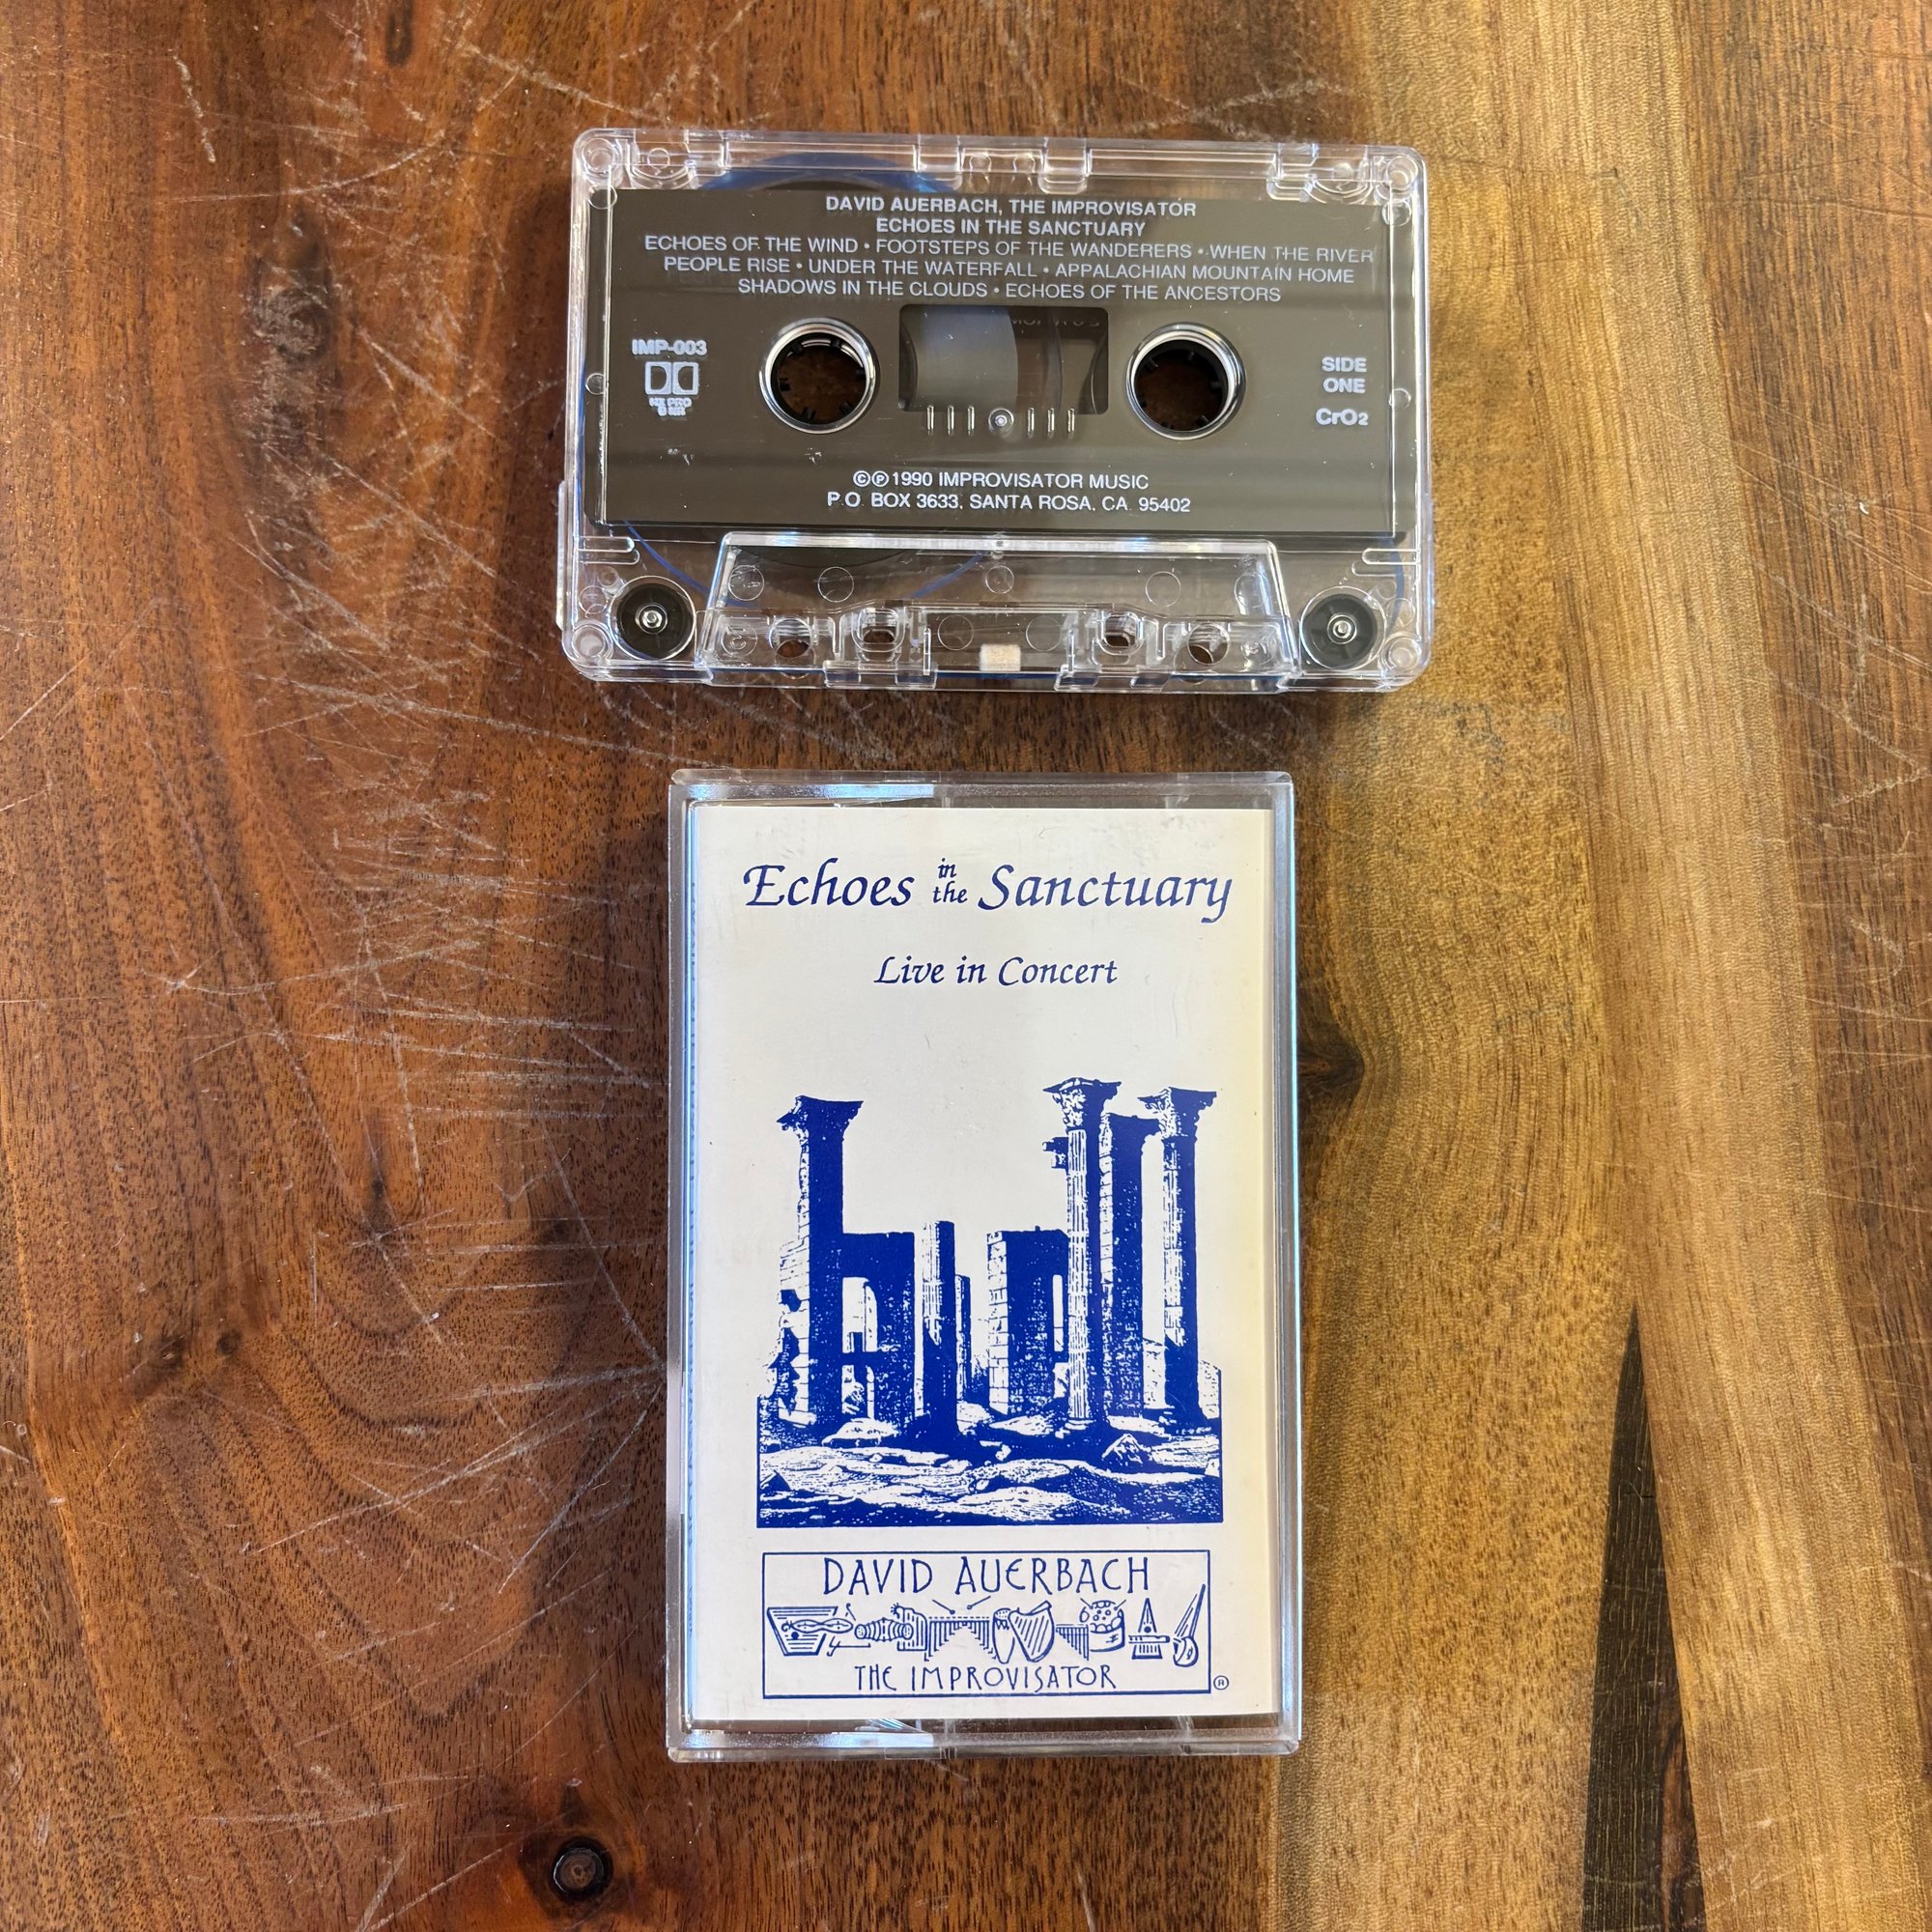 DAVID AUERBACH, THE IMPROVISATOR
ECHOES IN THE SANCTUARY
ECHOES OF THE WIND • FOOTSTEPS OF THE WANDERERS • WHEN THE RIVER
PEOPLE RISE • UNDER THE WATERFALL • APPALACHIAN MOUNTAIN HOME
SHADOWS IN THE CLOUDS • ECHOES OF THE ANCESTORS
IMP-003
HX PRO
B NR
SIDE
ONE
CrO2
©℗ 1990 IMPROVISATOR MUSIC
P.O. BOX 3633, SANTA ROSA, CA 95402
Echoes in the Sanctuary
Live in Concert
DAVID AUERBACH
THE IMPROVISATOR
®